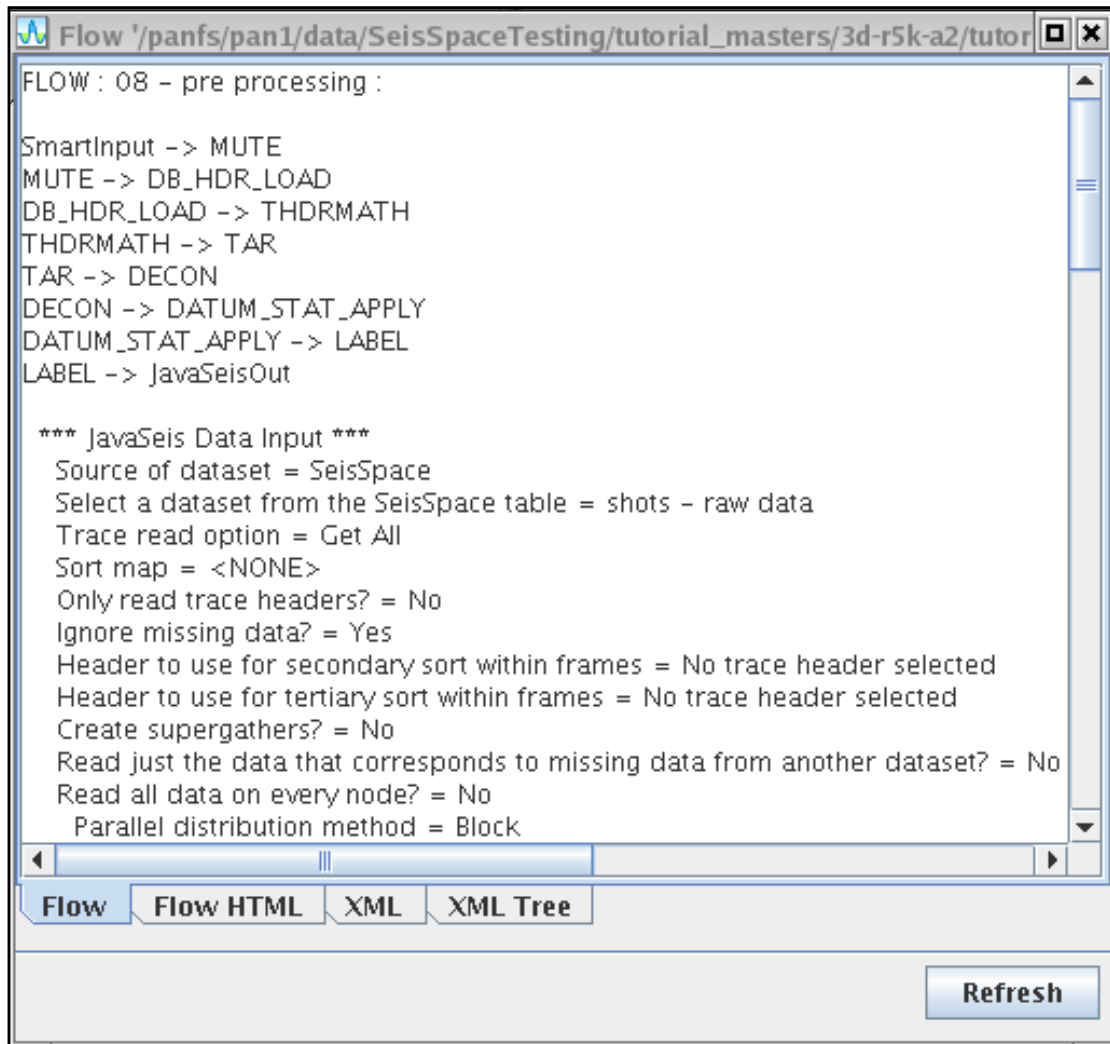 Flow '/panfs/pan1/data/SeisSpaceTesting/tutorial_masters/3d-r5k-a2/tutor
FLOW : 08 – pre processing :
SmartInput –> MUTE
MUTE –> DB_HDR_LOAD
DB_HDR_LOAD –> THDRMATH
THDRMATH –> TAR
TAR –> DECON
DECON –> DATUM_STAT_APPLY
DATUM_STAT_APPLY –> LABEL
LABEL –> JavaSeisOut
*** JavaSeis Data Input ***
Source of dataset = SeisSpace
Select a dataset from the SeisSpace table = shots – raw data
Trace read option = Get All
Sort map = <NONE>
Only read trace headers? = No
Ignore missing data? = Yes
Header to use for secondary sort within frames = No trace header selected
Header to use for tertiary sort within frames = No trace header selected
Create supergathers? = No
Read just the data that corresponds to missing data from another dataset? = No
Read all data on every node? = No
Parallel distribution method = Block
Flow Flow HTML XML XML Tree
Refresh